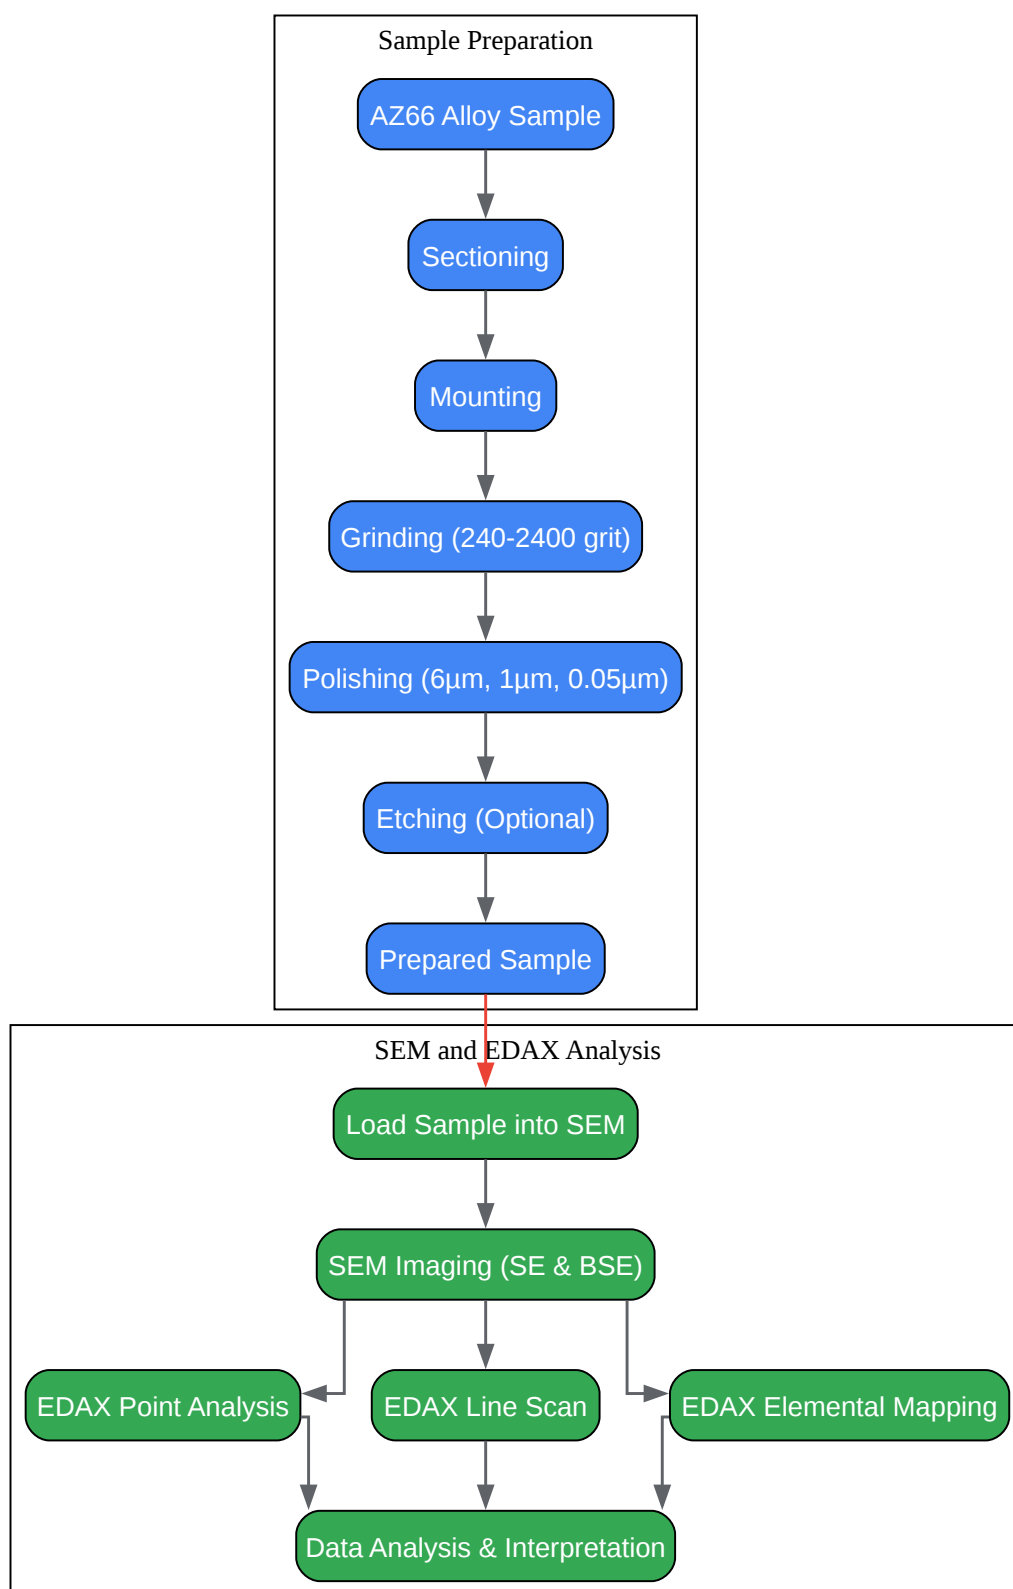 Sample Preparation
AZ66 Alloy Sample
Sectioning
Mounting
Grinding (240-2400 grit)
Polishing (6µm, 1µm, 0.05µm)
Etching (Optional)
Prepared Sample
SEM and EDAX Analysis
Load Sample into SEM
SEM Imaging (SE & BSE)
EDAX Point Analysis
EDAX Line Scan
EDAX Elemental Mapping
Data Analysis & Interpretation